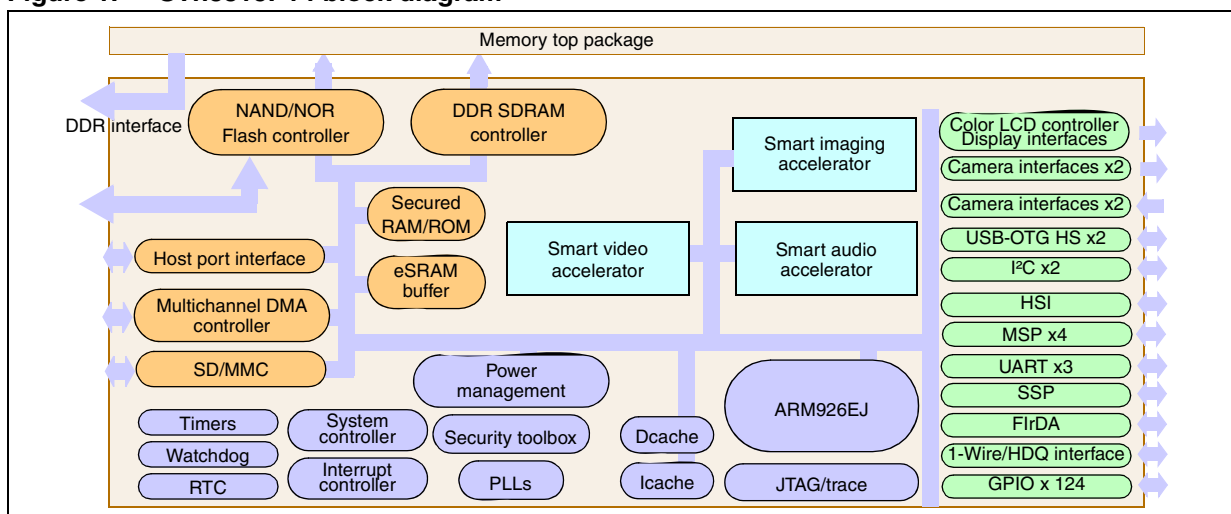 Memory top package
NAND/NOR
Flash controller
DDR SDRAM
controller
DDR interface
Smart imaging
accelerator
Color LCD controller
Display interfaces
Camera interfaces x2
Secured
RAM/ROM
Camera interfaces x2
Host port interface
eSRAM
buffer
Smart video
accelerator
Smart audio
accelerator
USB-OTG HS x2
I²C x2
Multichannel DMA
controller
HSI
MSP x4
SD/MMC
Power
management
ARM926EJ
UART x3
SSP
Timers
System
controller
Security toolbox
Dcache
FIrDA
Watchdog
Interrupt
controller
1-Wire/HDQ interface
RTC
PLLs
Icache
JTAG/trace
GPIO x 124